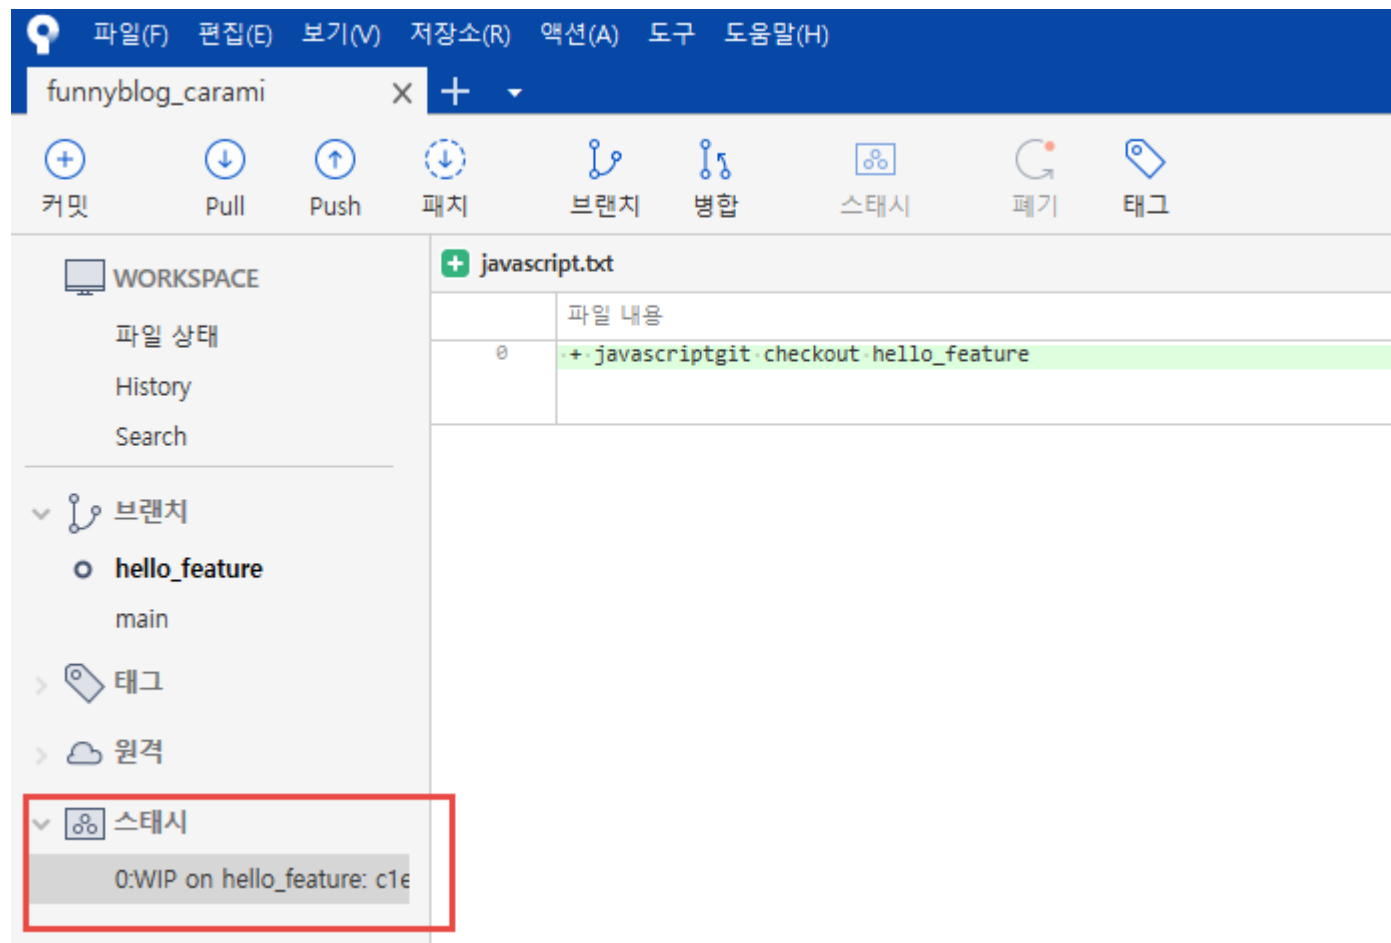 파일(F) 편집(E) 보기(V) 저장소(R) 액션(A) 도구 도움말(H)
funnyblog_carami
커밋 Pull Push 패치 브랜치 병합 스태시 폐기 태그
WORKSPACE
파일 상태
History
Search
브랜치
hello_feature
main
태그
원격
스태시
0:WIP on hello_feature: c1e
javascript.txt
파일 내용
0 + javascriptgit checkout hello_feature